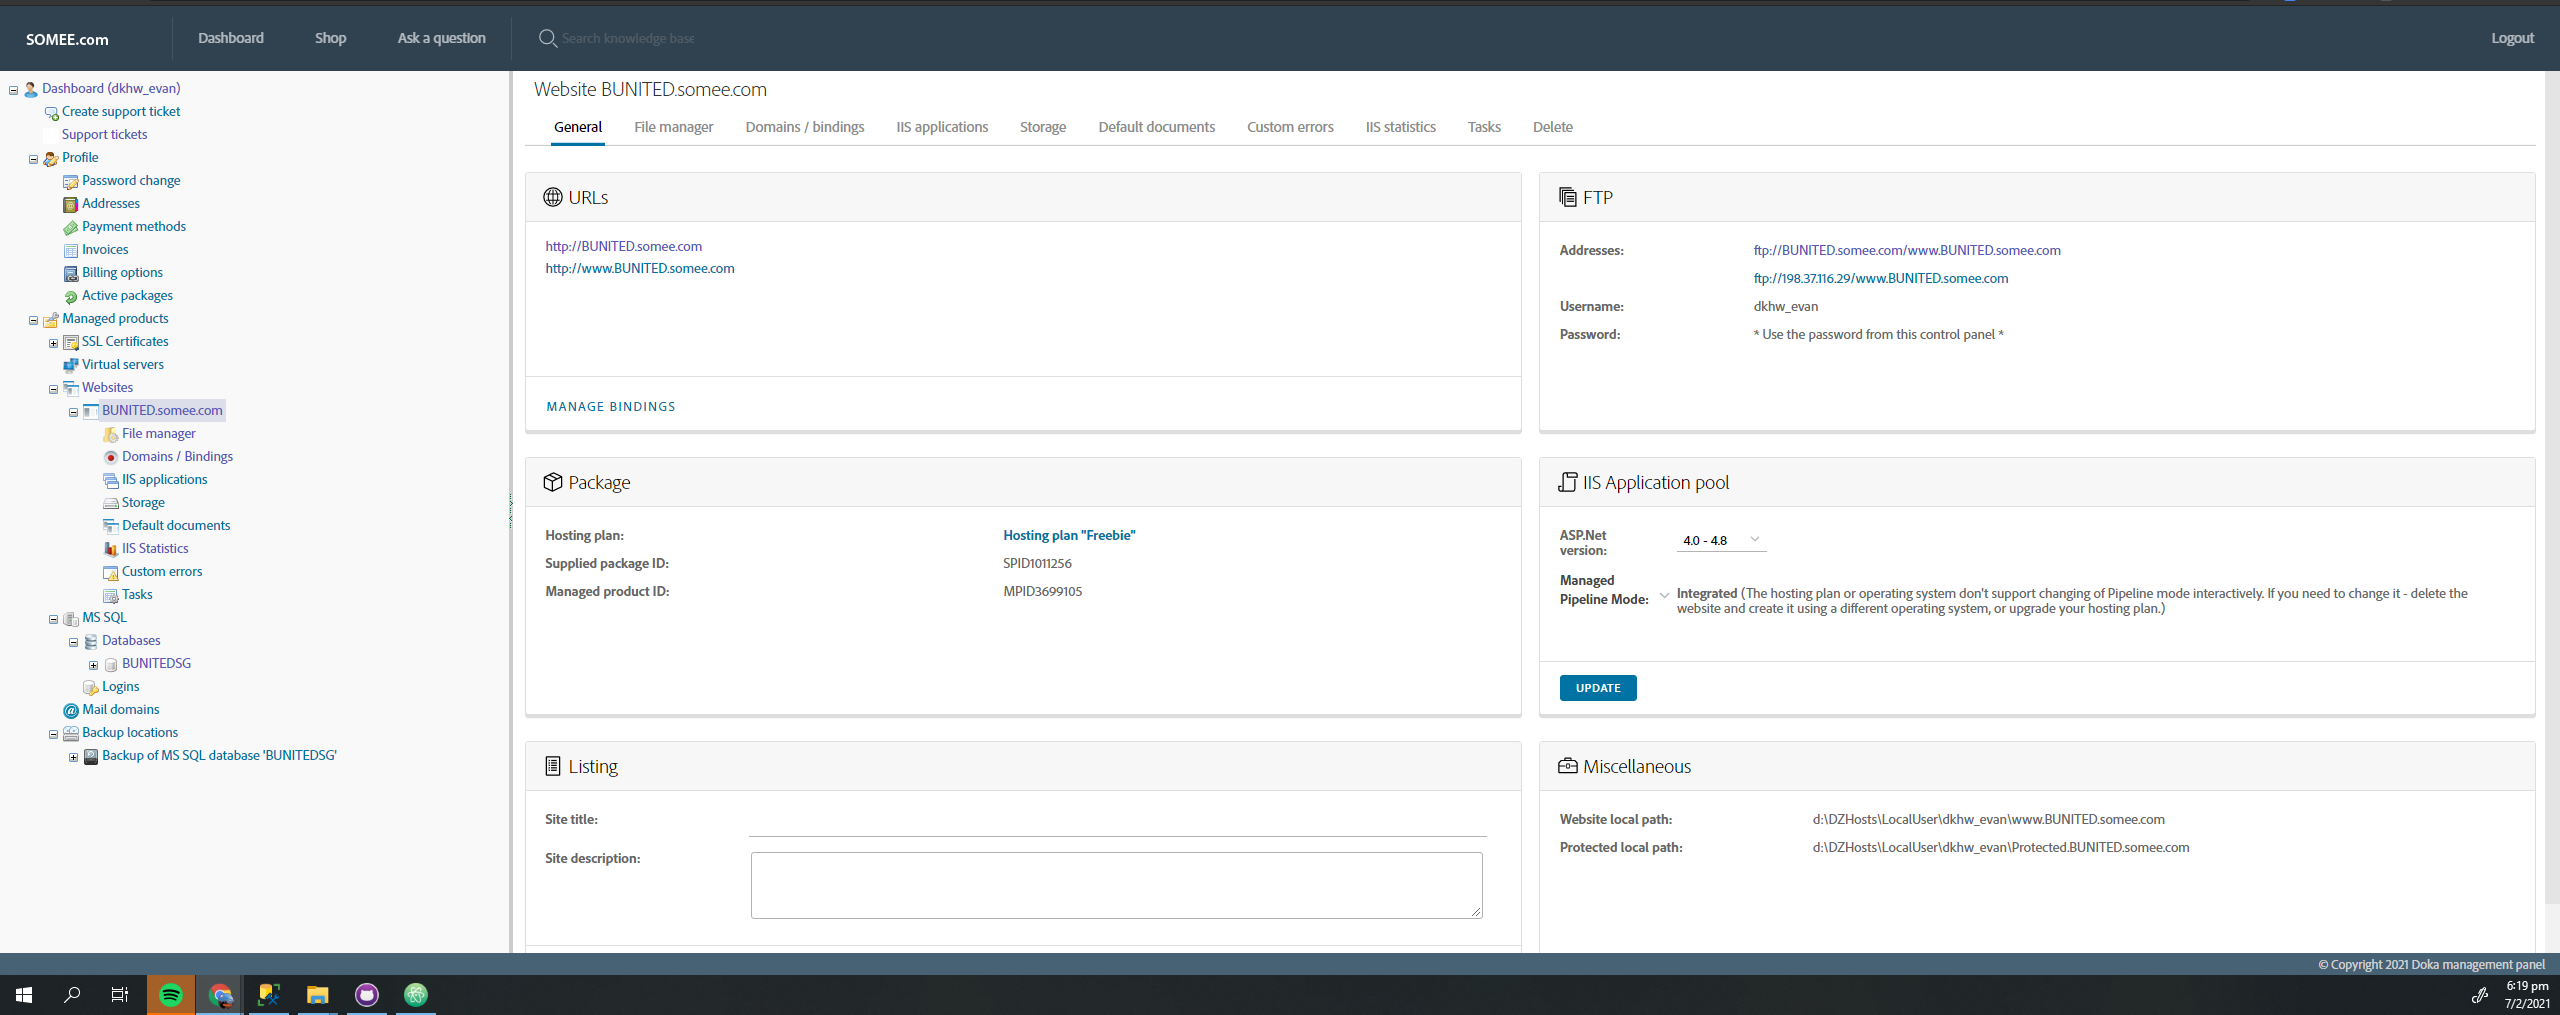 SOMEE.com
Dashboard
Shop
Ask a question
Search knowledge base
Logout
Dashboard (dkhw_evan)
Create support ticket
Support tickets
Profile
Password change
Addresses
Payment methods
Invoices
Billing options
Active packages
Managed products
SSL Certificates
Virtual servers
Websites
BUNITED.somee.com
File manager
Domains / Bindings
IIS applications
Storage
Default documents
IIS Statistics
Custom errors
Tasks
MS SQL
Databases
BUNITEDSG
Logins
Mail domains
Backup locations
Backup of MS SQL database 'BUNITEDSG'
Website BUNITED.somee.com
General
File manager
Domains / bindings
IIS applications
Storage
Default documents
Custom errors
IIS statistics
Tasks
Delete
URLs
http://BUNITED.somee.com
http://www.BUNITED.somee.com
MANAGE BINDINGS
FTP
Addresses: ftp://BUNITED.somee.com/www.BUNITED.somee.com
ftp://198.37.116.29/www.BUNITED.somee.com
Username: dkhw_evan
Password: * Use the password from this control panel *
Package
Hosting plan: Hosting plan "Freebie"
Supplied package ID: SPID1011256
Managed product ID: MPID3699105
IIS Application pool
ASP.Net
version:
4.0 - 4.8
Managed
Pipeline Mode:
Integrated (The hosting plan or operating system don't support changing of Pipeline mode interactively. If you need to change it - delete the
website and create it using a different operating system, or upgrade your hosting plan.)
UPDATE
Listing
Site title:
Site description:
Miscellaneous
Website local path: d:\DZHosts\LocalUser\dkhw_evan\www.BUNITED.somee.com
Protected local path: d:\DZHosts\LocalUser\dkhw_evan\Protected.BUNITED.somee.com
© Copyright 2021 Doka management panel
6:19 pm
7/2/2021